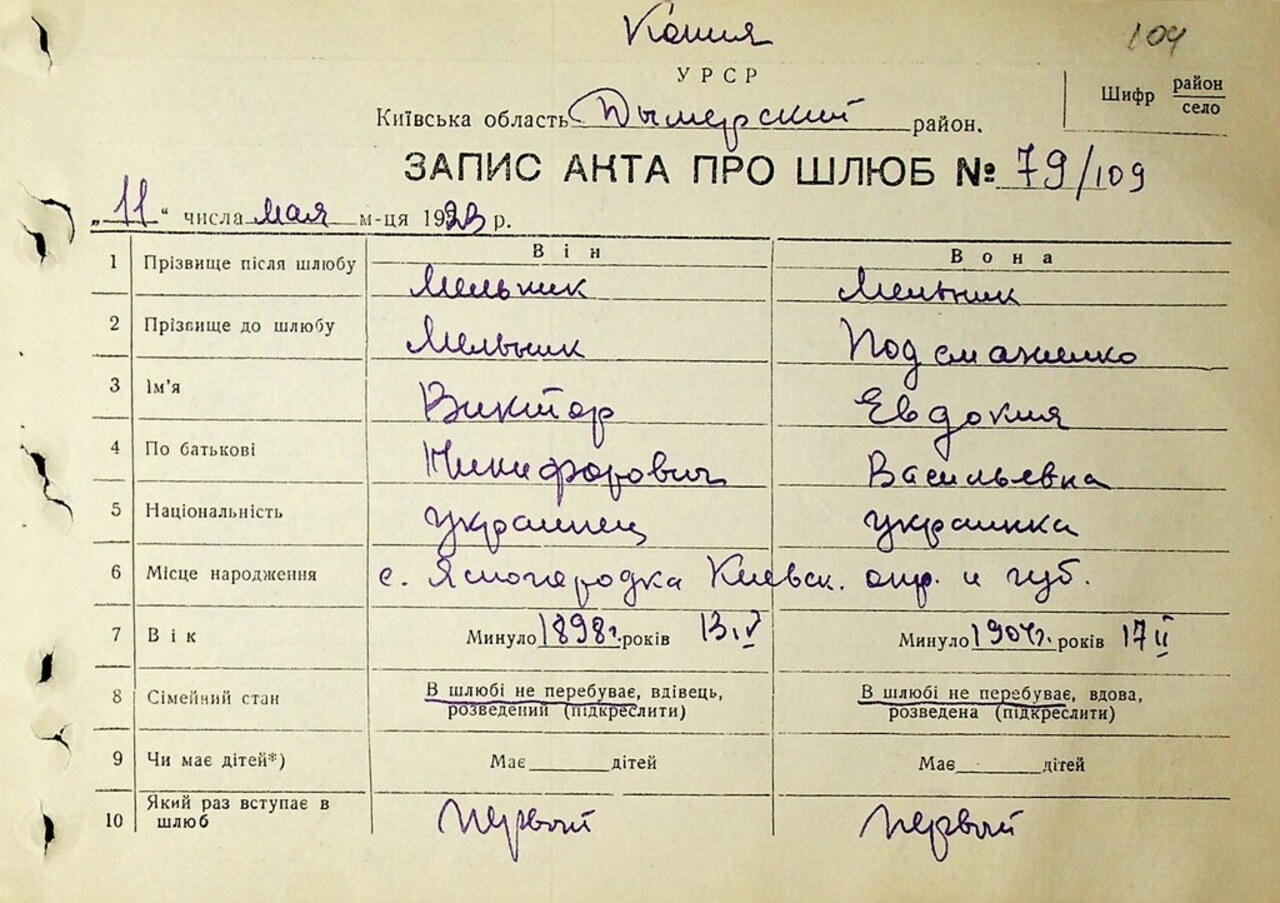 Копия
104
УРСР
Київська область Дымерский район.
Шифр район
село
ЗАПИС АКТА ПРО ШЛЮБ № 79/109
„11“ числа мая м-ця 1923 р.
Він Вона
1 Прізвище після шлюбу Мельник Мельник
2 Прізвище до шлюбу Мельник Подсманенко
3 Ім'я Виктор Евдокия
4 По батькові Никифорович Васильевна
5 Національність украинец украинка
6 Місце народження с. Ясногородка Киевск. окр. и губ.
7 Вік Минуло 1898г. років 13.V Минуло 1904г. років 17 II
8 Сімейний стан В шлюбі не перебуває, вдівець, В шлюбі не перебуває, вдова,
розведений (підкреслити) розведена (підкреслити)
9 Чи має дітей*) Має дітей Має дітей
10 Який раз вступає в шлюб первый первый